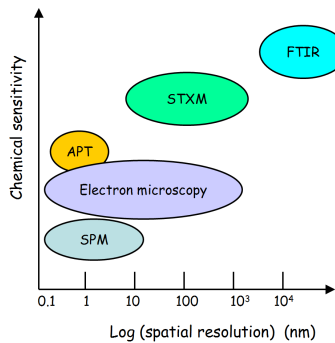 FTIR
STXM
APT
Electron microscopy
SPM
Chemical sensitivity
0.1 1 10 100 10³ 10⁴
Log (spatial resolution) (nm)